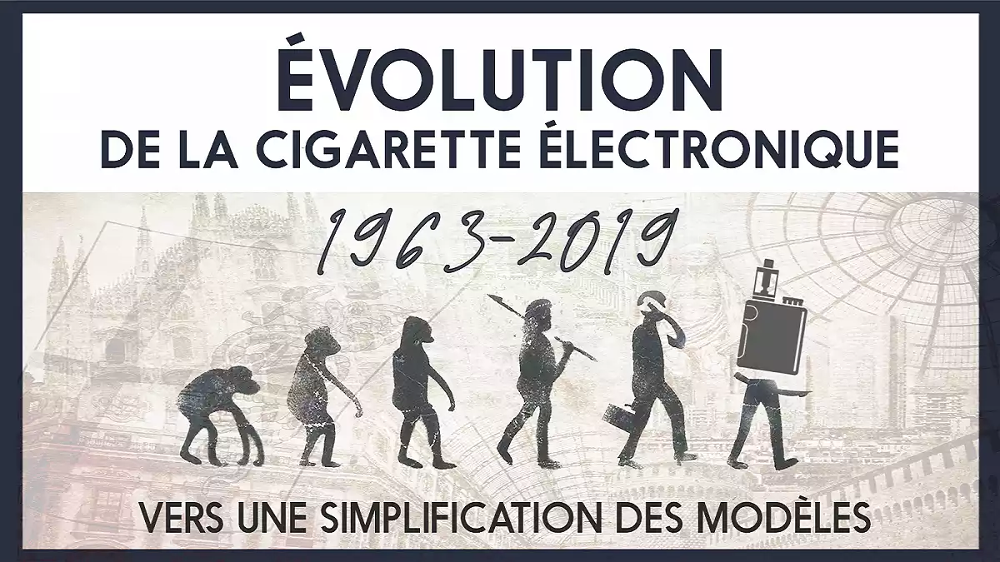 ÉVOLUTION
DE LA CIGARETTE ÉLECTRONIQUE
1963-2019
VERS UNE SIMPLIFICATION DES MODÈLES